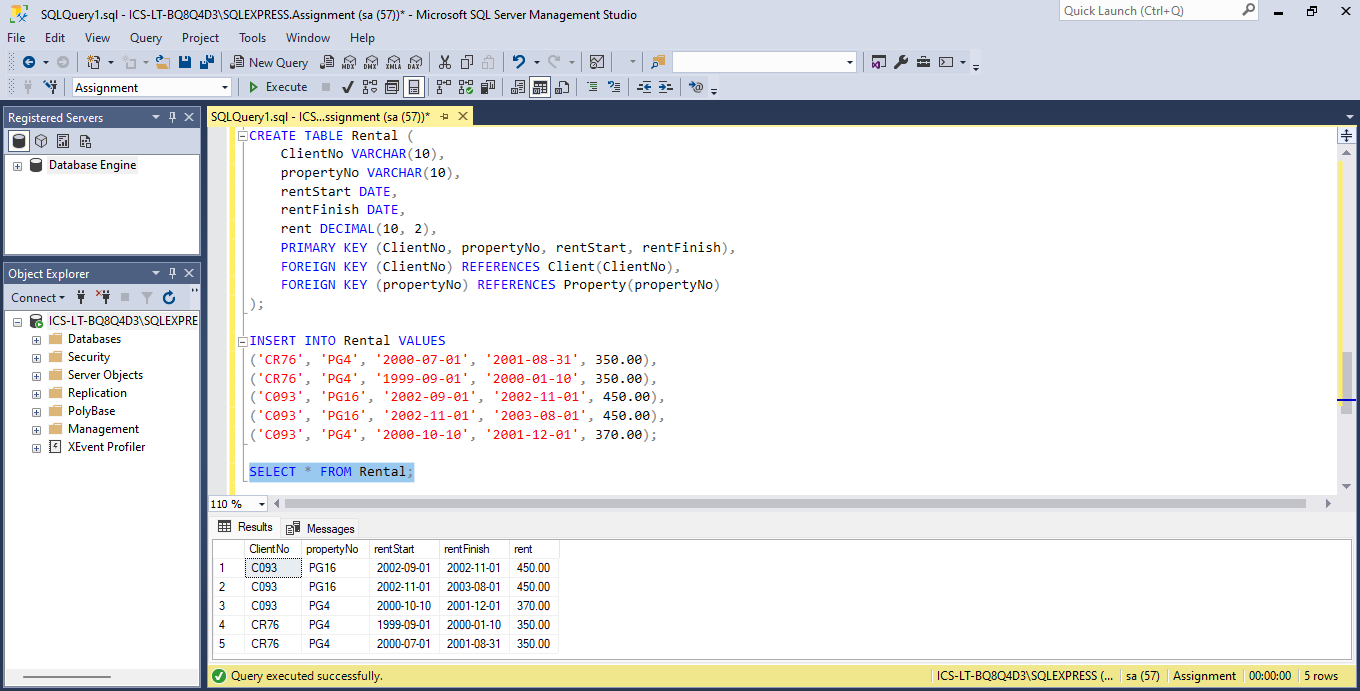 SQLQuery1.sql - ICS-LT-BQ8Q4D3\SQLEXPRESS.Assignment (sa (57))* - Microsoft SQL Server Management Studio
Quick Launch (Ctrl+Q)
File Edit View Query Project Tools Window Help
New Query MDX DMX XMLA DAX
Assignment Execute
Registered Servers
Database Engine
Object Explorer
Connect
ICS-LT-BQ8Q4D3\SQLEXPRE
Databases
Security
Server Objects
Replication
PolyBase
Management
XEvent Profiler
SQLQuery1.sql - ICS...ssignment (sa (57))*
CREATE TABLE Rental (
ClientNo VARCHAR(10),
propertyNo VARCHAR(10),
rentStart DATE,
rentFinish DATE,
rent DECIMAL(10, 2),
PRIMARY KEY (ClientNo, propertyNo, rentStart, rentFinish),
FOREIGN KEY (ClientNo) REFERENCES Client(ClientNo),
FOREIGN KEY (propertyNo) REFERENCES Property(propertyNo)
);
INSERT INTO Rental VALUES
('CR76', 'PG4', '2000-07-01', '2001-08-31', 350.00),
('CR76', 'PG4', '1999-09-01', '2000-01-10', 350.00),
('C093', 'PG16', '2002-09-01', '2002-11-01', 450.00),
('C093', 'PG16', '2002-11-01', '2003-08-01', 450.00),
('C093', 'PG4', '2000-10-10', '2001-12-01', 370.00);
SELECT * FROM Rental;
110 %
Results Messages
ClientNo propertyNo rentStart rentFinish rent
1 C093 PG16 2002-09-01 2002-11-01 450.00
2 C093 PG16 2002-11-01 2003-08-01 450.00
3 C093 PG4 2000-10-10 2001-12-01 370.00
4 CR76 PG4 1999-09-01 2000-01-10 350.00
5 CR76 PG4 2000-07-01 2001-08-31 350.00
Query executed successfully. ICS-LT-BQ8Q4D3\SQLEXPRESS (... sa (57) Assignment 00:00:00 5 rows